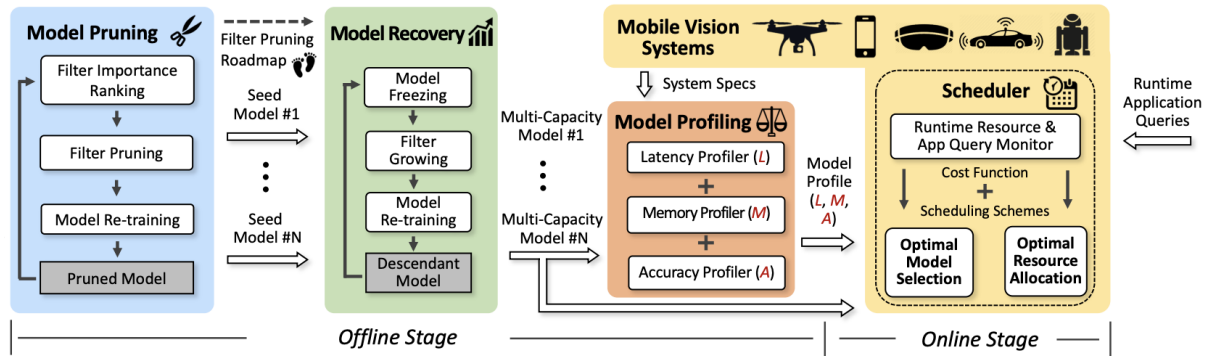 Model Pruning
Filter Importance
Ranking
Filter Pruning
Model Re-training
Pruned Model
Filter Pruning
Roadmap
Seed
Model #1
Seed
Model #N
Model Recovery
Model
Freezing
Filter
Growing
Model
Re-training
Descendant
Model
Multi-Capacity
Model #1
Multi-Capacity
Model #N
Mobile Vision
Systems
System Specs
Model Profiling
Latency Profiler (L)
+
Memory Profiler (M)
+
Accuracy Profiler (A)
Model
Profile
(L, M,
A)
Scheduler
Runtime Resource &
App Query Monitor
Cost Function
+
Scheduling Schemes
Optimal
Model
Selection
Optimal
Resource
Allocation
Runtime
Application
Queries
Offline Stage
Online Stage